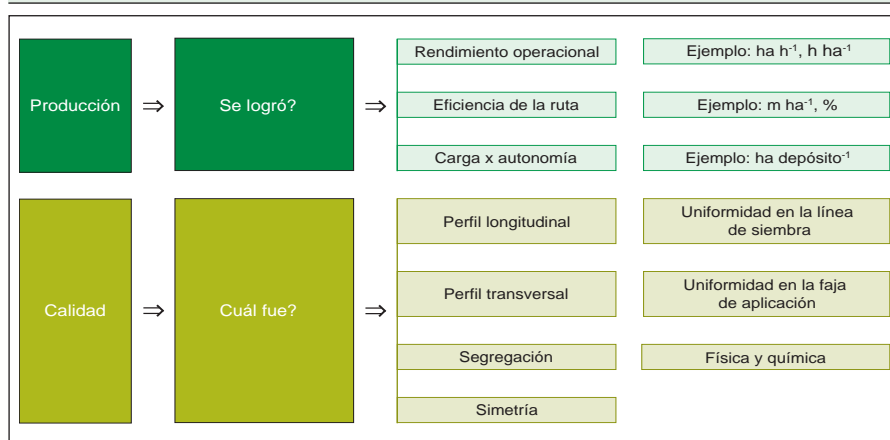 Producción
⇒
Se logró?
⇒
Rendimiento operacional
Ejemplo: ha h⁻¹, h ha⁻¹
Eficiencia de la ruta
Ejemplo: m ha⁻¹, %
Carga x autonomía
Ejemplo: ha depósito⁻¹
Calidad
⇒
Cuál fue?
⇒
Perfil longitudinal
Uniformidad en la línea
de siembra
Perfil transversal
Uniformidad en la faja
de aplicación
Segregación
Física y química
Simetría